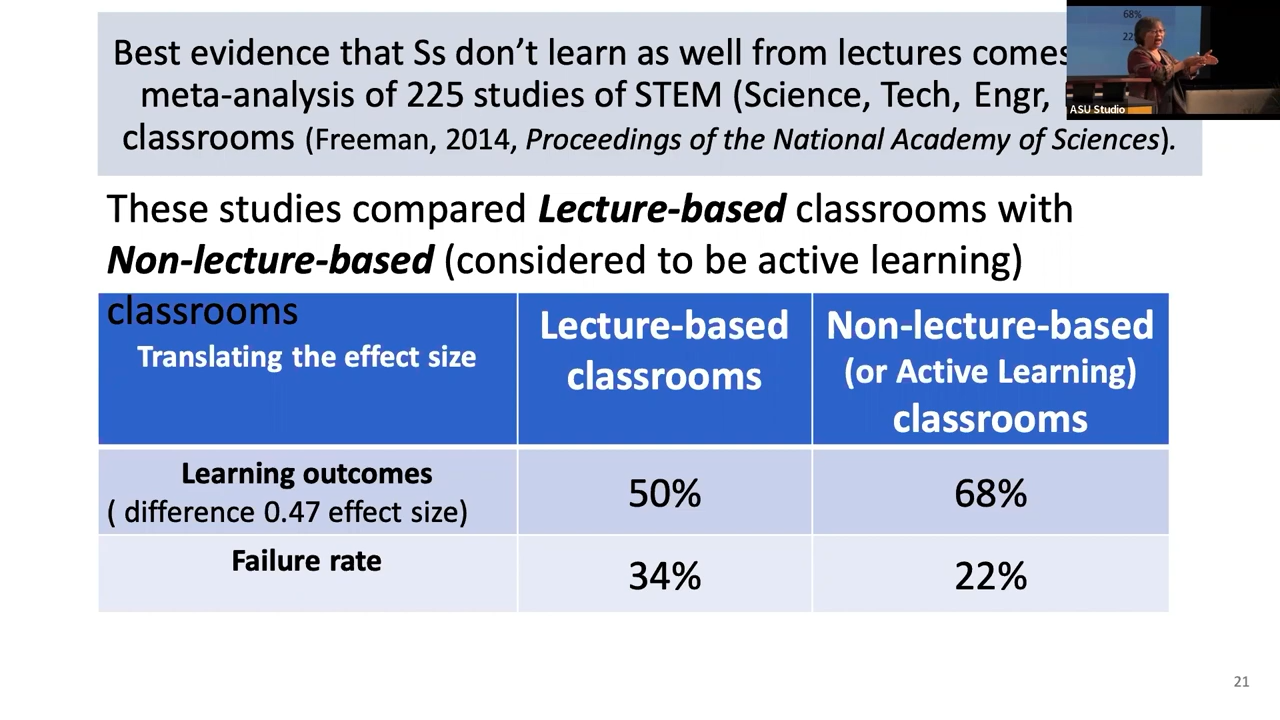 Best evidence that Ss don’t learn as well from lectures comes
meta-analysis of 225 studies of STEM (Science, Tech, Engr,
classrooms (Freeman, 2014, Proceedings of the National Academy of Sciences).
These studies compared Lecture-based classrooms with
Non-lecture-based (considered to be active learning)
classrooms
Translating the effect size
Lecture-based
classrooms
Non-lecture-based
(or Active Learning)
classrooms
Learning outcomes
( difference 0.47 effect size)
50%
68%
Failure rate
34%
22%
21
68%
22
ASU Studio